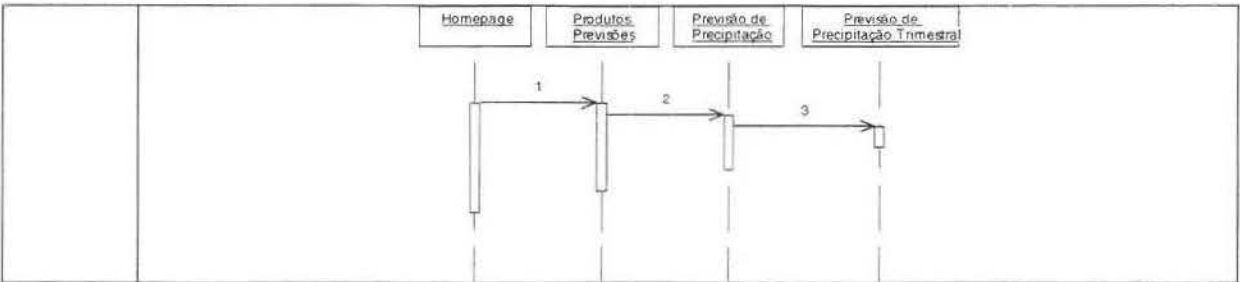 Homepage
Produtos
Previsões
Previsão de
Precipitação
Previsão de
Precipitação Trimestral
1
2
3